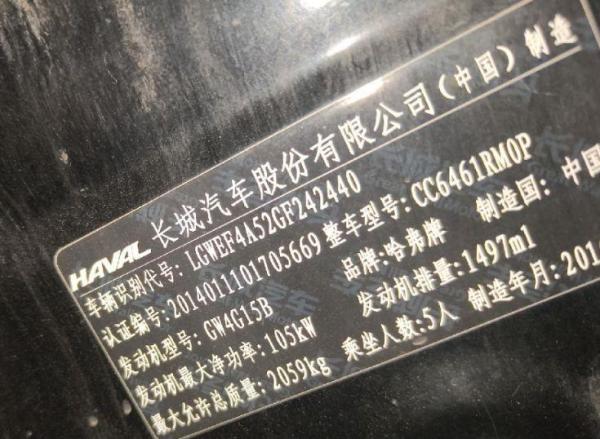 HAVAL 长城汽车股份有限公司(中国) 制造
车辆识别代号: LGWEF4A52GF242440
认证编号: 2014011101705669 整车型号: CC6461RM0P
发动机型号: GW4G15B 品牌: 哈弗牌 制造国: 中国
发动机最大净功率: 105kW 发动机排量: 1497ml
最大允许总质量: 2059kg 乘坐人数: 5人 制造年月: 201